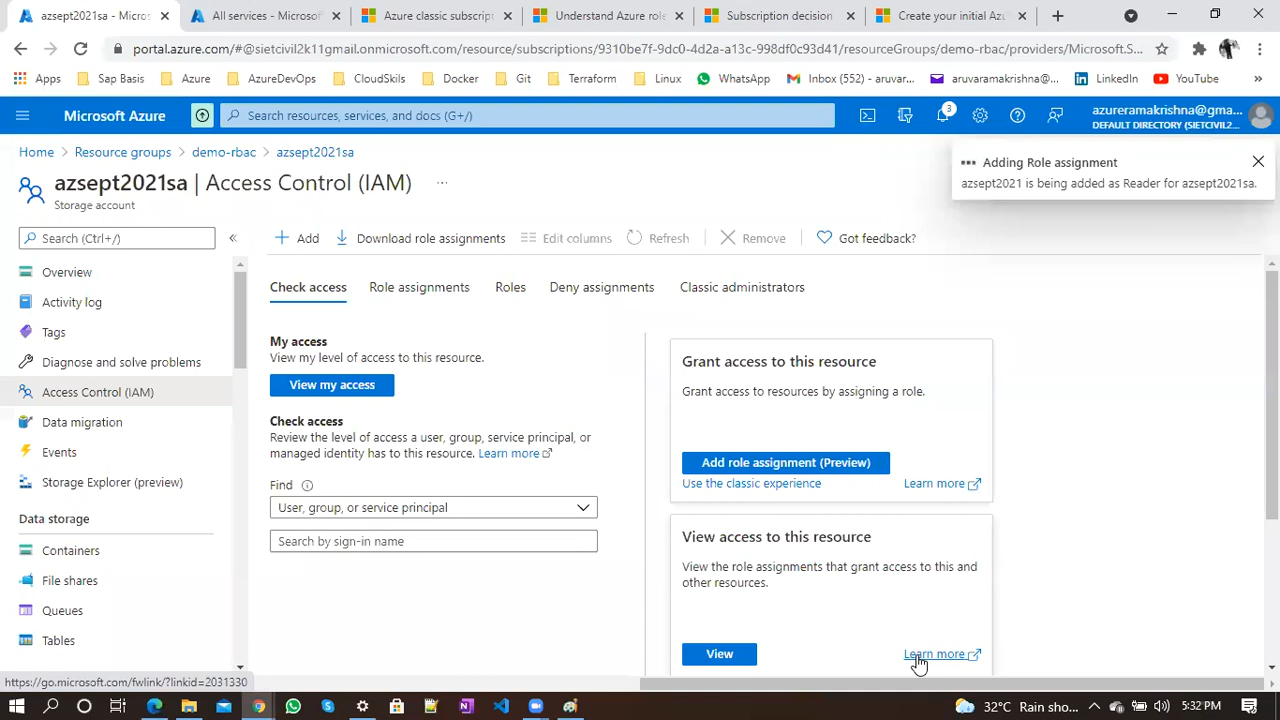 azsept2021sa - Micros
All services - Microsof
Azure classic subscript
Understand Azure role
Subscription decision
Create your initial Azu
portal.azure.com/#@sietcivil2k11gmail.onmicrosoft.com/resource/subscriptions/9310be7f-9dc0-4d2a-a13c-998df0c93d41/resourceGroups/demo-rbac/providers/Microsoft.S...
Apps
Sap Basis
Azure
AzureDevOps
CloudSkils
Docker
Git
Terraform
Linux
WhatsApp
Inbox (552) - aruvar...
aruvaramakrishna@...
LinkedIn
YouTube
»
Microsoft Azure
Search resources, services, and docs (G+/)
3
azureramakrishna@gma...
DEFAULT DIRECTORY (SIETCIVIL2...
Home > Resource groups > demo-rbac > azsept2021sa
azsept2021sa | Access Control (IAM) ...
Storage account
Adding Role assignment
azsept2021 is being added as Reader for azsept2021sa.
Search (Ctrl+/)
«
Add
Download role assignments
Edit columns
Refresh
Remove
Got feedback?
Overview
Activity log
Tags
Diagnose and solve problems
Access Control (IAM)
Data migration
Events
Storage Explorer (preview)
Data storage
Containers
File shares
Queues
Tables
Check access
Role assignments
Roles
Deny assignments
Classic administrators
My access
View my level of access to this resource.
View my access
Check access
Review the level of access a user, group, service principal, or
managed identity has to this resource. Learn more
Find
User, group, or service principal
Search by sign-in name
Grant access to this resource
Grant access to resources by assigning a role.
Add role assignment (Preview)
Use the classic experience
Learn more
View access to this resource
View the role assignments that grant access to this and
other resources.
View
Learn more
https://go.microsoft.com/fwlink/?linkid=2031330
32°C Rain sho...
5:32 PM